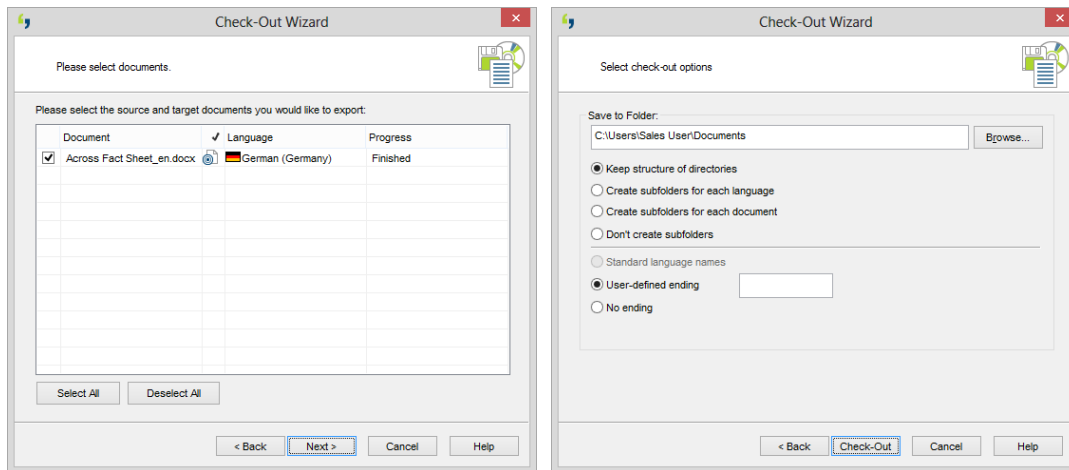 Check-Out Wizard
Please select documents.
Please select the source and target documents you would like to export:
Document ✓ Language Progress
Across Fact Sheet_en.docx German (Germany) Finished
Select All Deselect All
< Back Next > Cancel Help
Check-Out Wizard
Select check-out options
Save to Folder:
C:\Users\Sales User\Documents Browse...
Keep structure of directories
Create subfolders for each language
Create subfolders for each document
Don't create subfolders
Standard language names
User-defined ending
No ending
< Back Check-Out Cancel Help